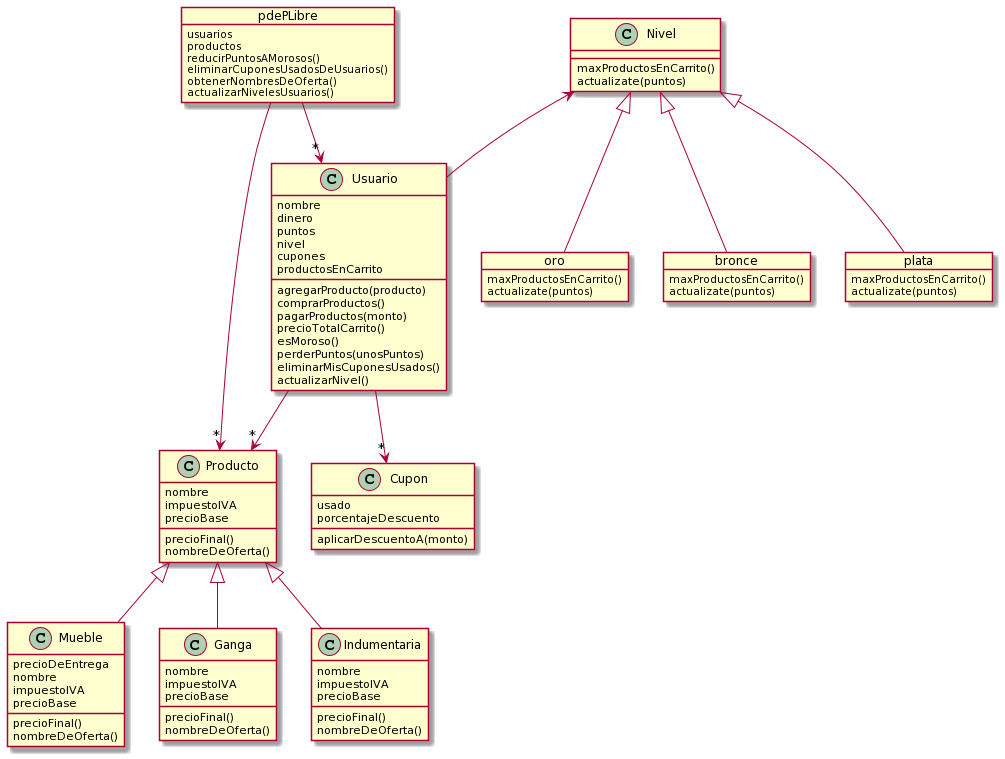 pdePLibre
usuarios
productos
reducirPuntosAMorosos()
eliminarCuponesUsadosDeUsuarios()
obtenerNombresDeOferta()
actualizarNivelesUsuarios()
C Nivel
maxProductosEnCarrito()
actualizate(puntos)
*
C Usuario
nombre
dinero
puntos
nivel
cupones
productosEnCarrito
agregarProducto(producto)
comprarProductos()
pagarProductos(monto)
precioTotalCarrito()
esMoroso()
perderPuntos(unosPuntos)
eliminarMisCuponesUsados()
actualizarNivel()
oro
maxProductosEnCarrito()
actualizate(puntos)
bronce
maxProductosEnCarrito()
actualizate(puntos)
plata
maxProductosEnCarrito()
actualizate(puntos)
*
*
*
C Producto
nombre
impuestoIVA
precioBase
precioFinal()
nombreDeOferta()
C Cupon
usado
porcentajeDescuento
aplicarDescuentoA(monto)
C Mueble
precioDeEntrega
nombre
impuestoIVA
precioBase
precioFinal()
nombreDeOferta()
C Ganga
nombre
impuestoIVA
precioBase
precioFinal()
nombreDeOferta()
C Indumentaria
nombre
impuestoIVA
precioBase
precioFinal()
nombreDeOferta()